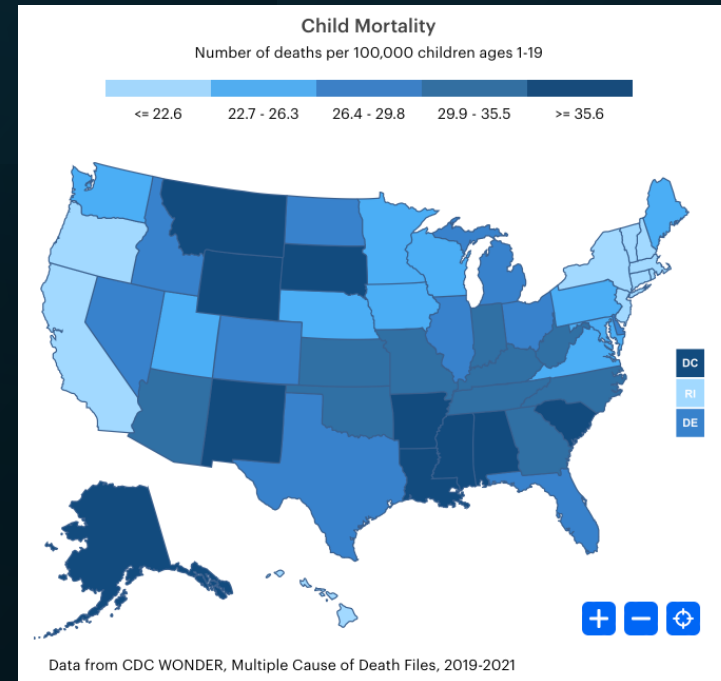 Child Mortality
Number of deaths per 100,000 children ages 1-19
<= 22.6 22.7 - 26.3 26.4 - 29.8 29.9 - 35.5 >= 35.6
DC
RI
DE
Data from CDC WONDER, Multiple Cause of Death Files, 2019-2021